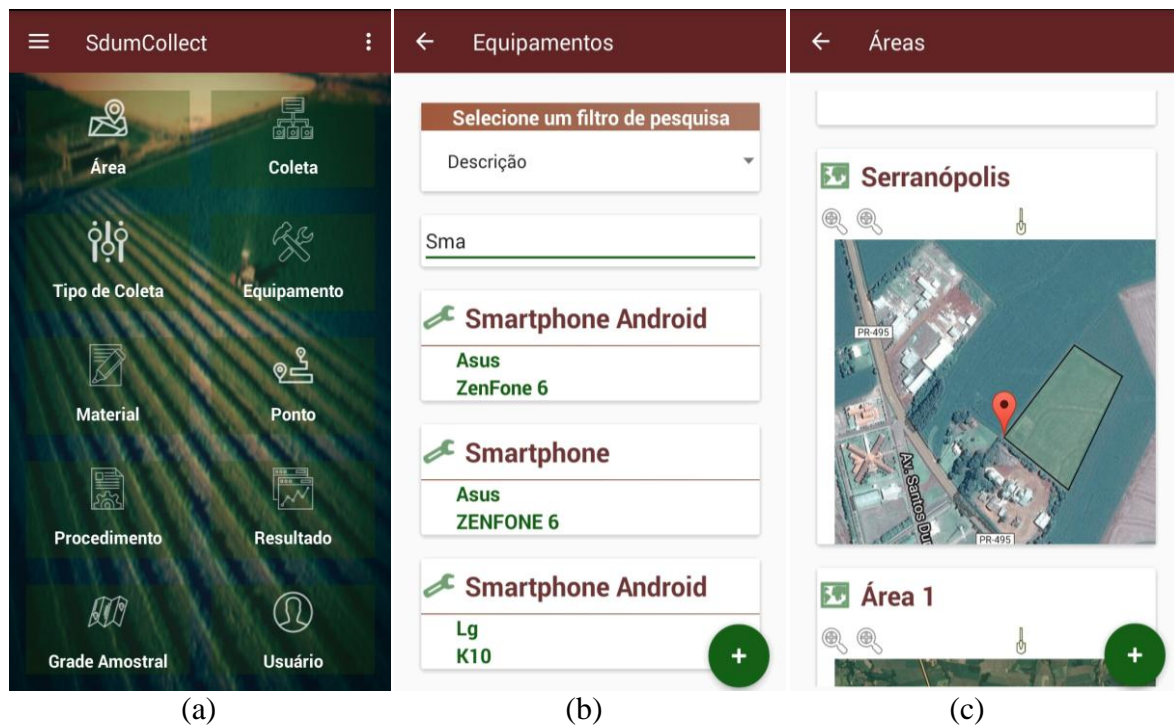 SdumCollect
Área
Coleta
Tipo de Coleta
Equipamento
Material
Ponto
Procedimento
Resultado
Grade Amostral
Usuário
(a)
Equipamentos
Selecione um filtro de pesquisa
Descrição
Sma
Smartphone Android
Asus
ZenFone 6
Smartphone
Asus
ZENFONE 6
Smartphone Android
Lg
K10
+
(b)
Áreas
Serranópolis
PR-495
Av. Santos Dum
PR-495
Área 1
+
(c)